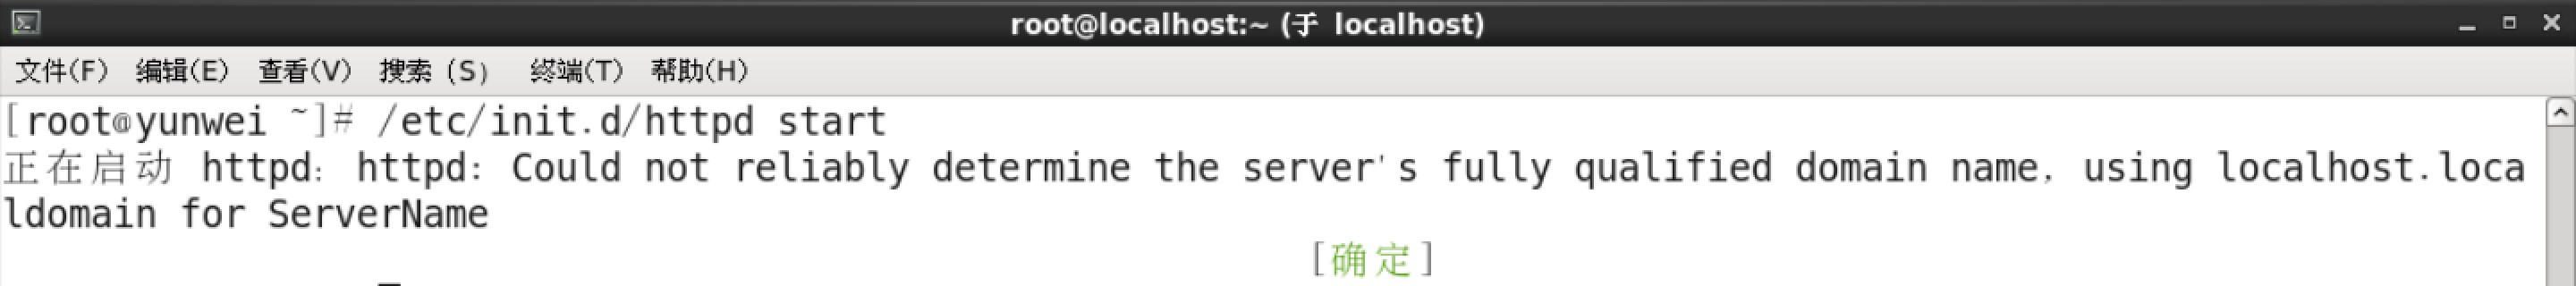 root@localhost:~ (于 localhost)
文件(F) 编辑(E) 查看(V) 搜索 (S) 终端(T) 帮助(H)
[root@yunwei ~]# /etc/init.d/httpd start
正在启动 httpd: httpd: Could not reliably determine the server's fully qualified domain name, using localhost.loca
ldomain for ServerName
[确定]